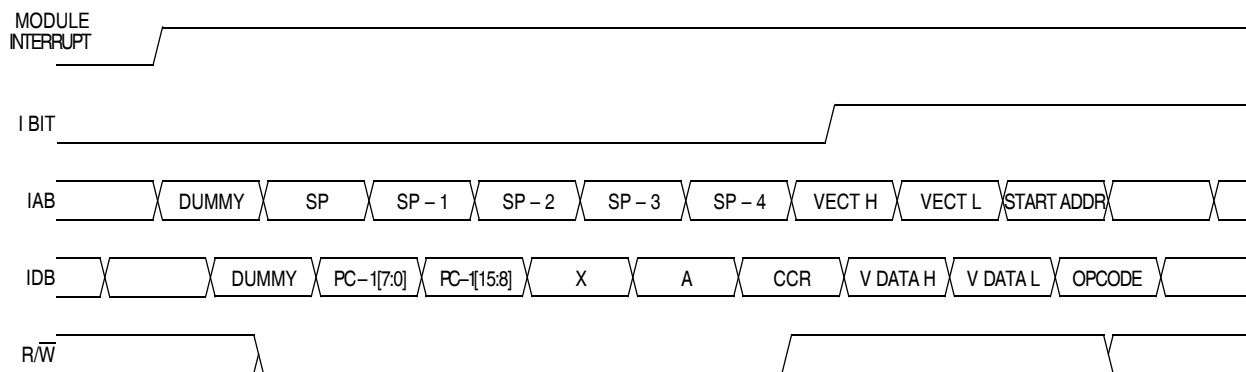 MODULE
INTERRUPT
I BIT
IAB DUMMY SP SP – 1 SP – 2 SP – 3 SP – 4 VECT H VECT L START ADDR
IDB DUMMY PC – 1[7:0] PC–1[15:8] X A CCR V DATA H V DATA L OPCODE
R/W̅